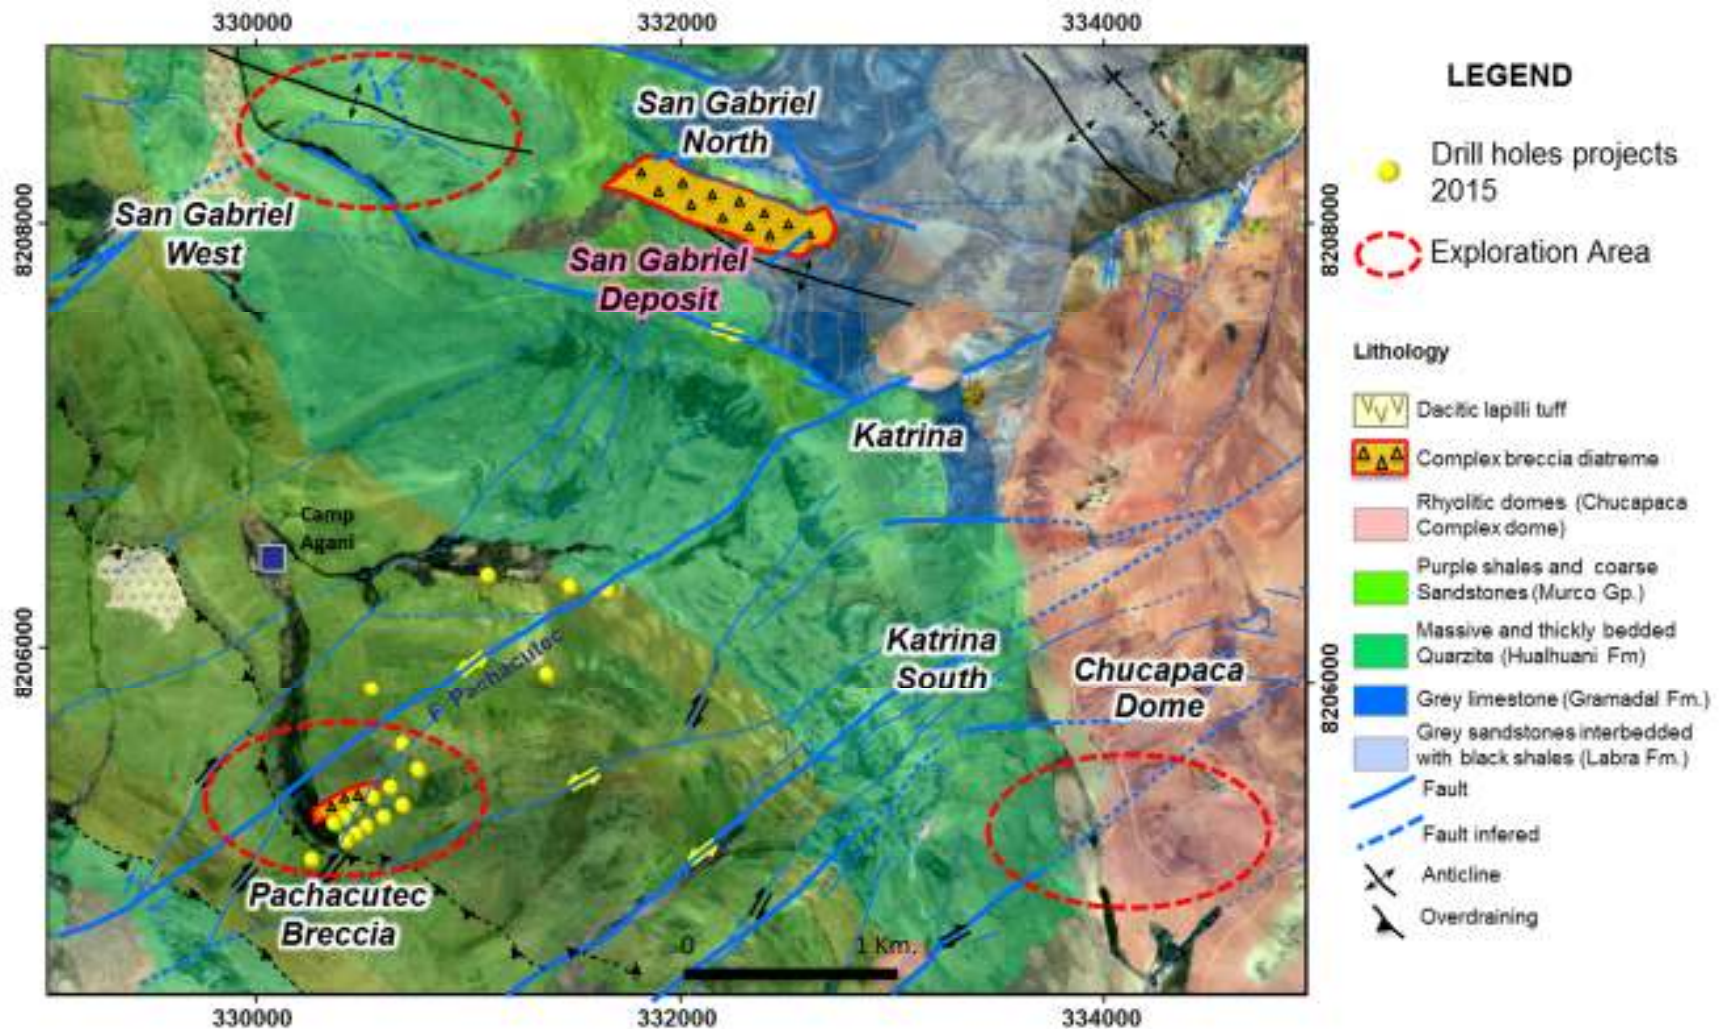 330000
332000
334000
8208000
8206000
8208000
8206000
330000
332000
334000
San Gabriel
North
San Gabriel
West
San Gabriel
Deposit
Katrina
Camp
Agani
F. Pachacutec
Katrina
South
Chucapaca
Dome
Pachacutec
Breccia
0 1 Km.
LEGEND
Drill holes projects
2015
Exploration Area
Lithology
Dacitic lapilli tuff
Complex breccia diatreme
Rhyolitic domes (Chucapaca
Complex dome)
Purple shales and coarse
Sandstones (Murco Gp.)
Massive and thickly bedded
Quarzite (Hualhuani Fm)
Grey limestone (Gramadal Fm.)
Grey sandstones interbedded
with black shales (Labra Fm.)
Fault
Fault infered
Anticline
Overdraining